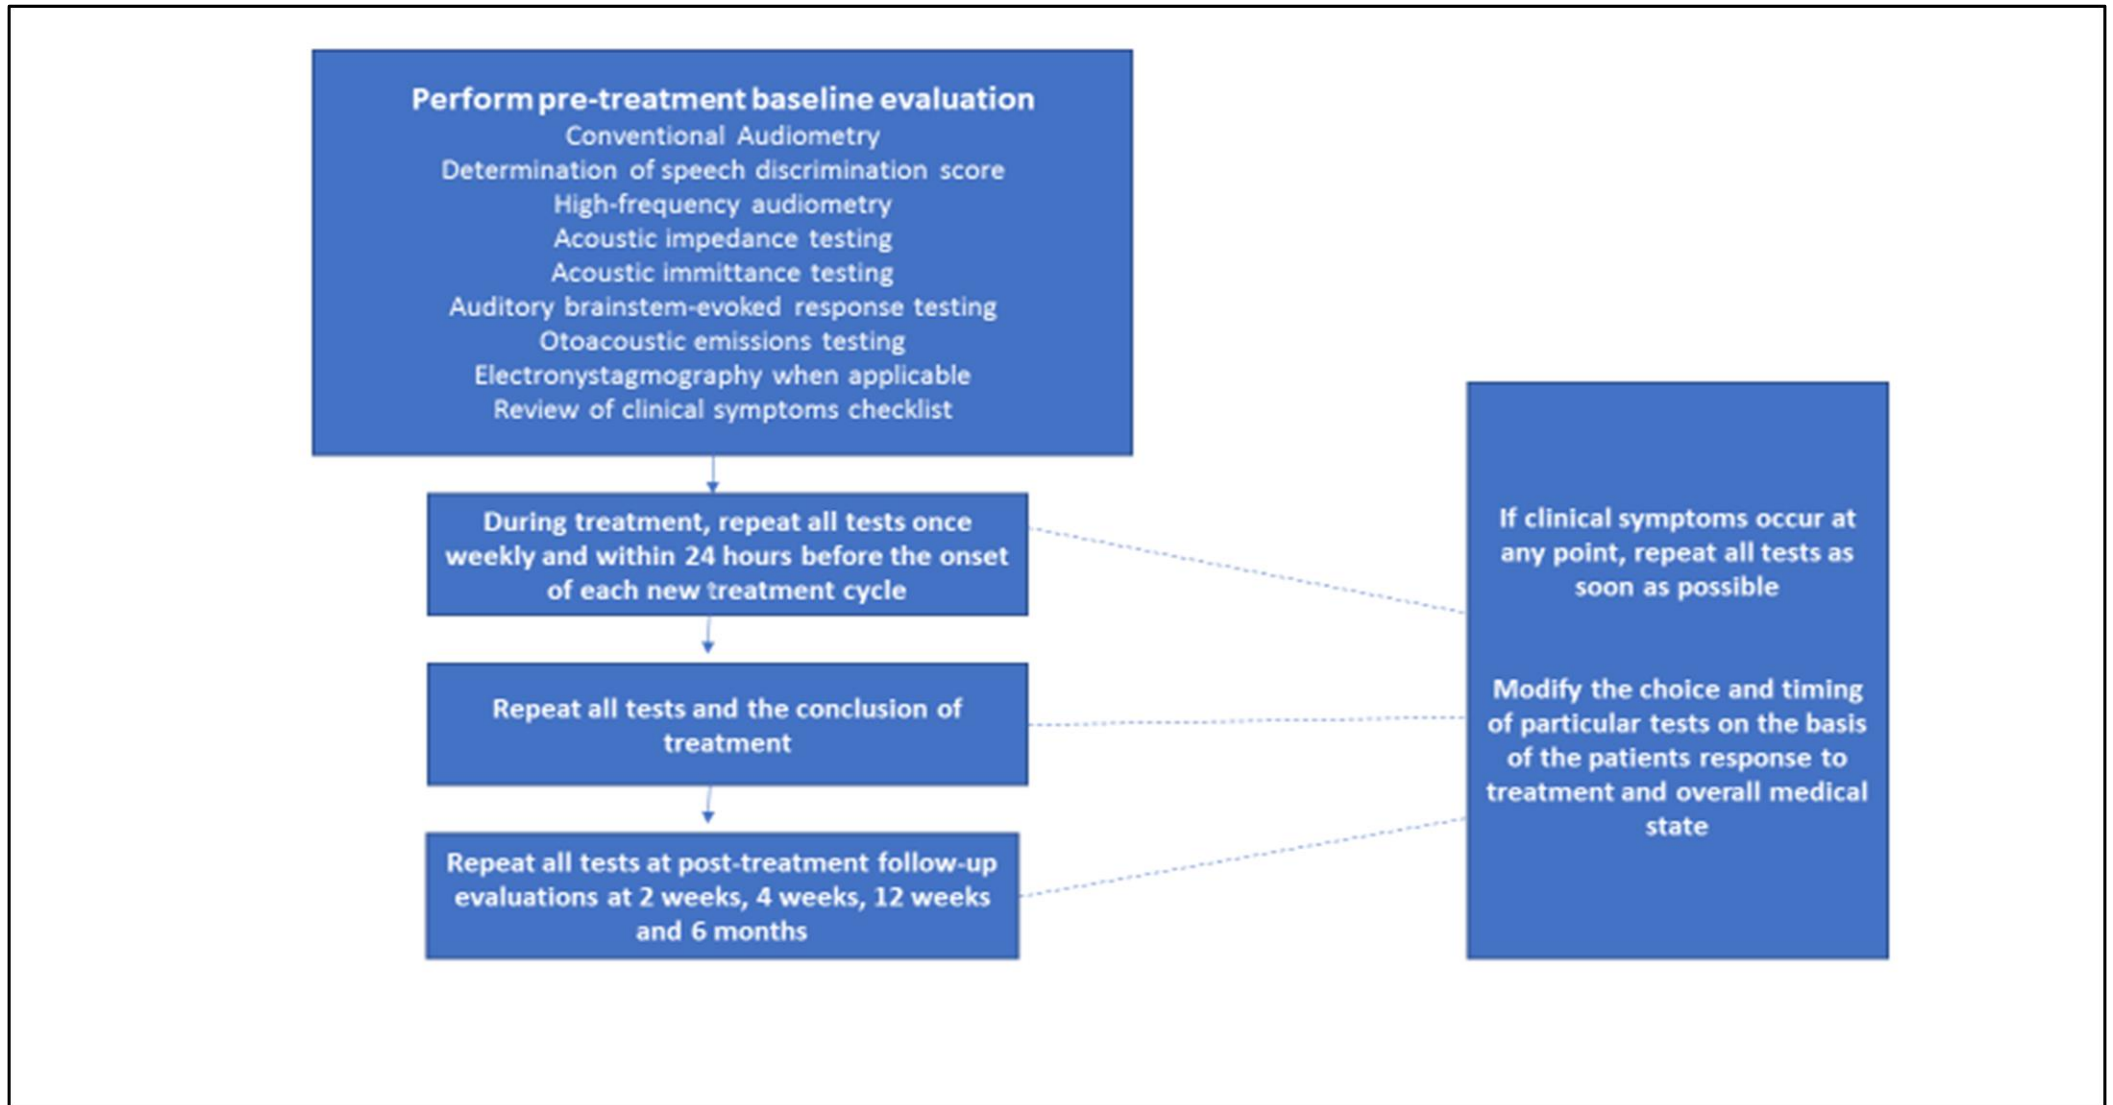 Perform pre-treatment baseline evaluation
Conventional Audiometry
Determination of speech discrimination score
High-frequency audiometry
Acoustic impedance testing
Acoustic immittance testing
Auditory brainstem-evoked response testing
Otoacoustic emissions testing
Electronystagmography when applicable
Review of clinical symptoms checklist
During treatment, repeat all tests once
weekly and within 24 hours before the onset
of each new treatment cycle
Repeat all tests and the conclusion of
treatment
Repeat all tests at post-treatment follow-up
evaluations at 2 weeks, 4 weeks, 12 weeks
and 6 months
If clinical symptoms occur at
any point, repeat all tests as
soon as possible
Modify the choice and timing
of particular tests on the basis
of the patients response to
treatment and overall medical
state